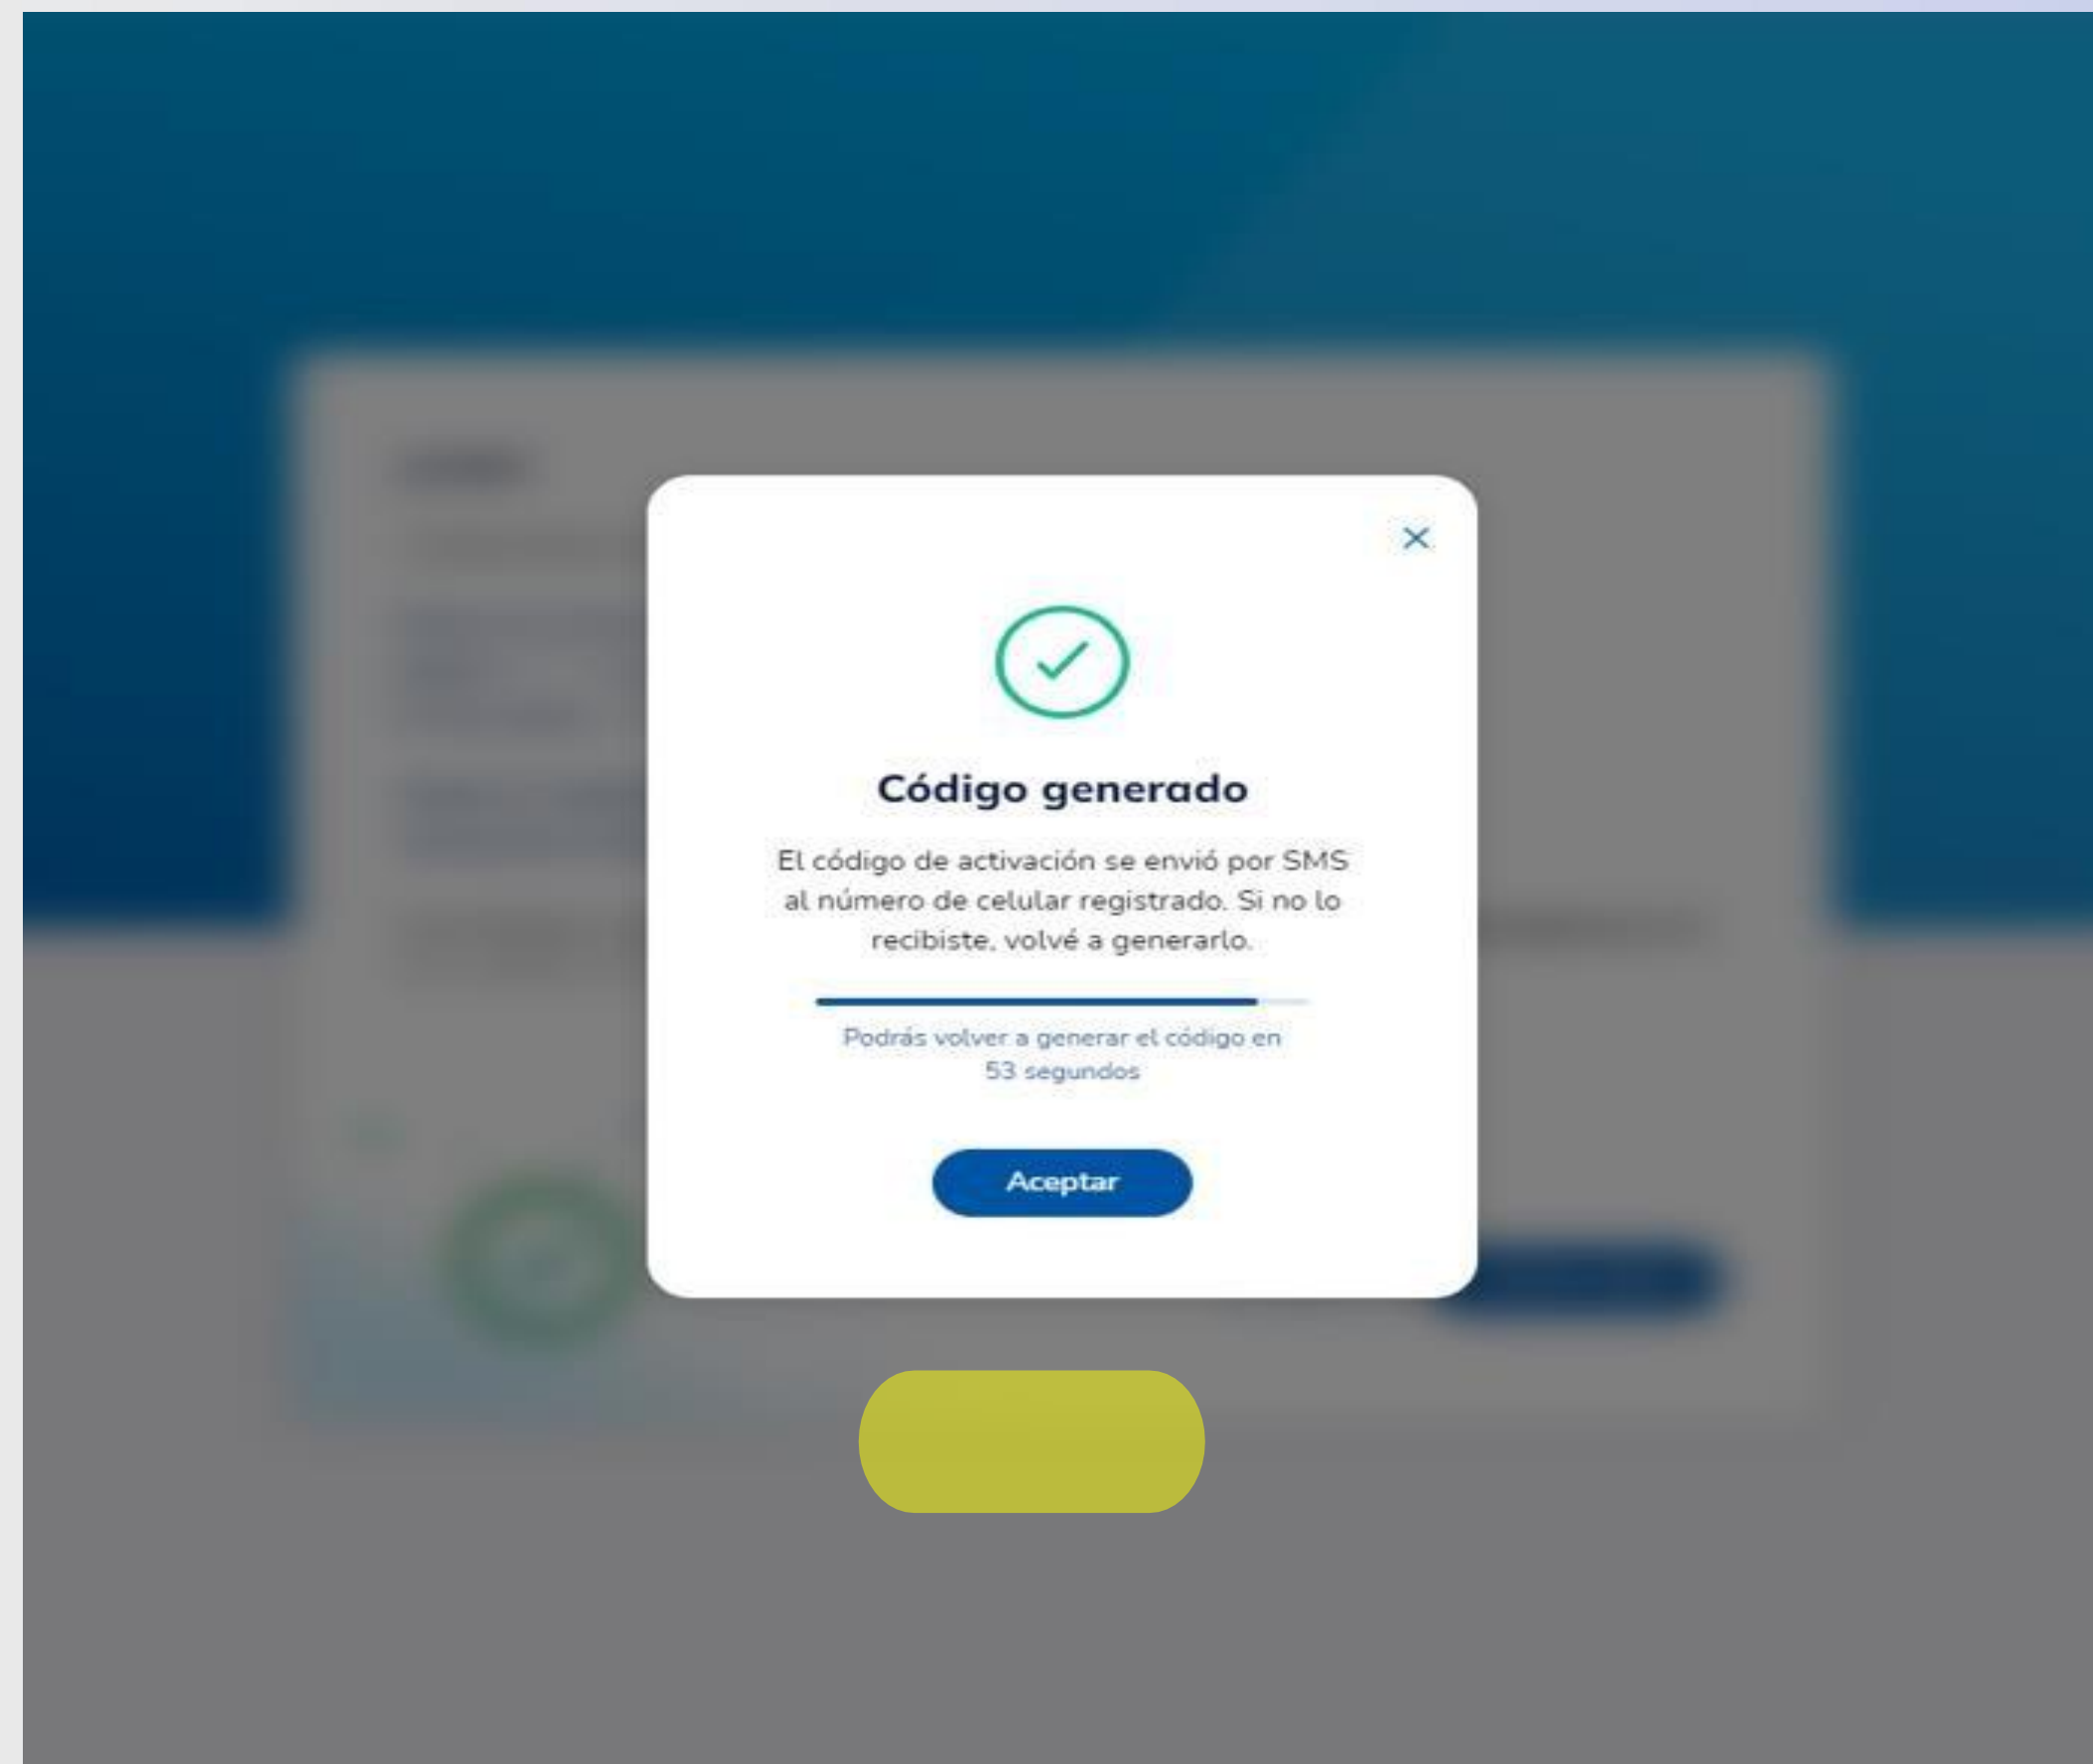 Código generado
El código de activación se envió por SMS
al número de celular registrado. Si no lo
recibiste, volvé a generarlo.
Podrás volver a generar el código en
53 segundos
Aceptar